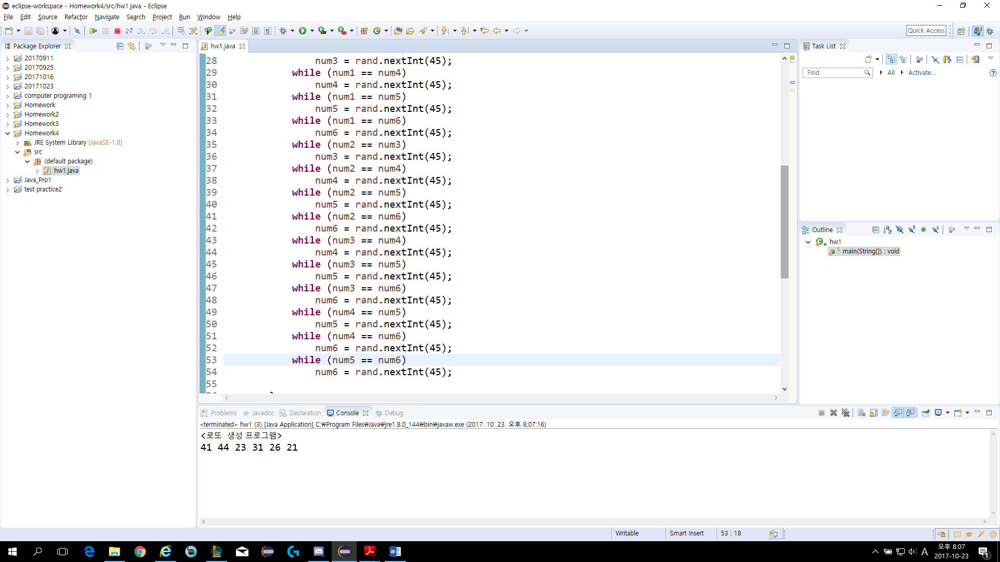 eclipse-workspace - Homework4/src/hw1.java - Eclipse
File Edit Source Refactor Navigate Search Project Run Window Help
Quick Access
Package Explorer
20170911
20170925
20171016
20171023
computer programing 1
Homework
Homework2
Homework3
Homework4
JRE System Library [JavaSE-1.8]
src
(default package)
hw1.java
Java_Pro1
test practice2
hw1.java
28 num3 = rand.nextInt(45);
29 while (num1 == num4)
30 num4 = rand.nextInt(45);
31 while (num1 == num5)
32 num5 = rand.nextInt(45);
33 while (num1 == num6)
34 num6 = rand.nextInt(45);
35 while (num2 == num3)
36 num3 = rand.nextInt(45);
37 while (num2 == num4)
38 num4 = rand.nextInt(45);
39 while (num2 == num5)
40 num5 = rand.nextInt(45);
41 while (num2 == num6)
42 num6 = rand.nextInt(45);
43 while (num3 == num4)
44 num4 = rand.nextInt(45);
45 while (num3 == num5)
46 num5 = rand.nextInt(45);
47 while (num3 == num6)
48 num6 = rand.nextInt(45);
49 while (num4 == num5)
50 num5 = rand.nextInt(45);
51 while (num4 == num6)
52 num6 = rand.nextInt(45);
53 while (num5 == num6)
54 num6 = rand.nextInt(45);
55
Task List
Find All Activate...
Outline
hw1
main(String[]) : void
Problems @ Javadoc Declaration Console Debug
<terminated> hw1 (3) [Java Application] C:₩Program Files₩Java₩jre1.8.0_144₩bin₩javaw.exe (2017. 10. 23. 오후 8:07:16)
<로또 생성 프로그램>
41 44 23 31 26 21
Writable Smart Insert 53 : 18
A 오후 8:07
2017-10-23
1